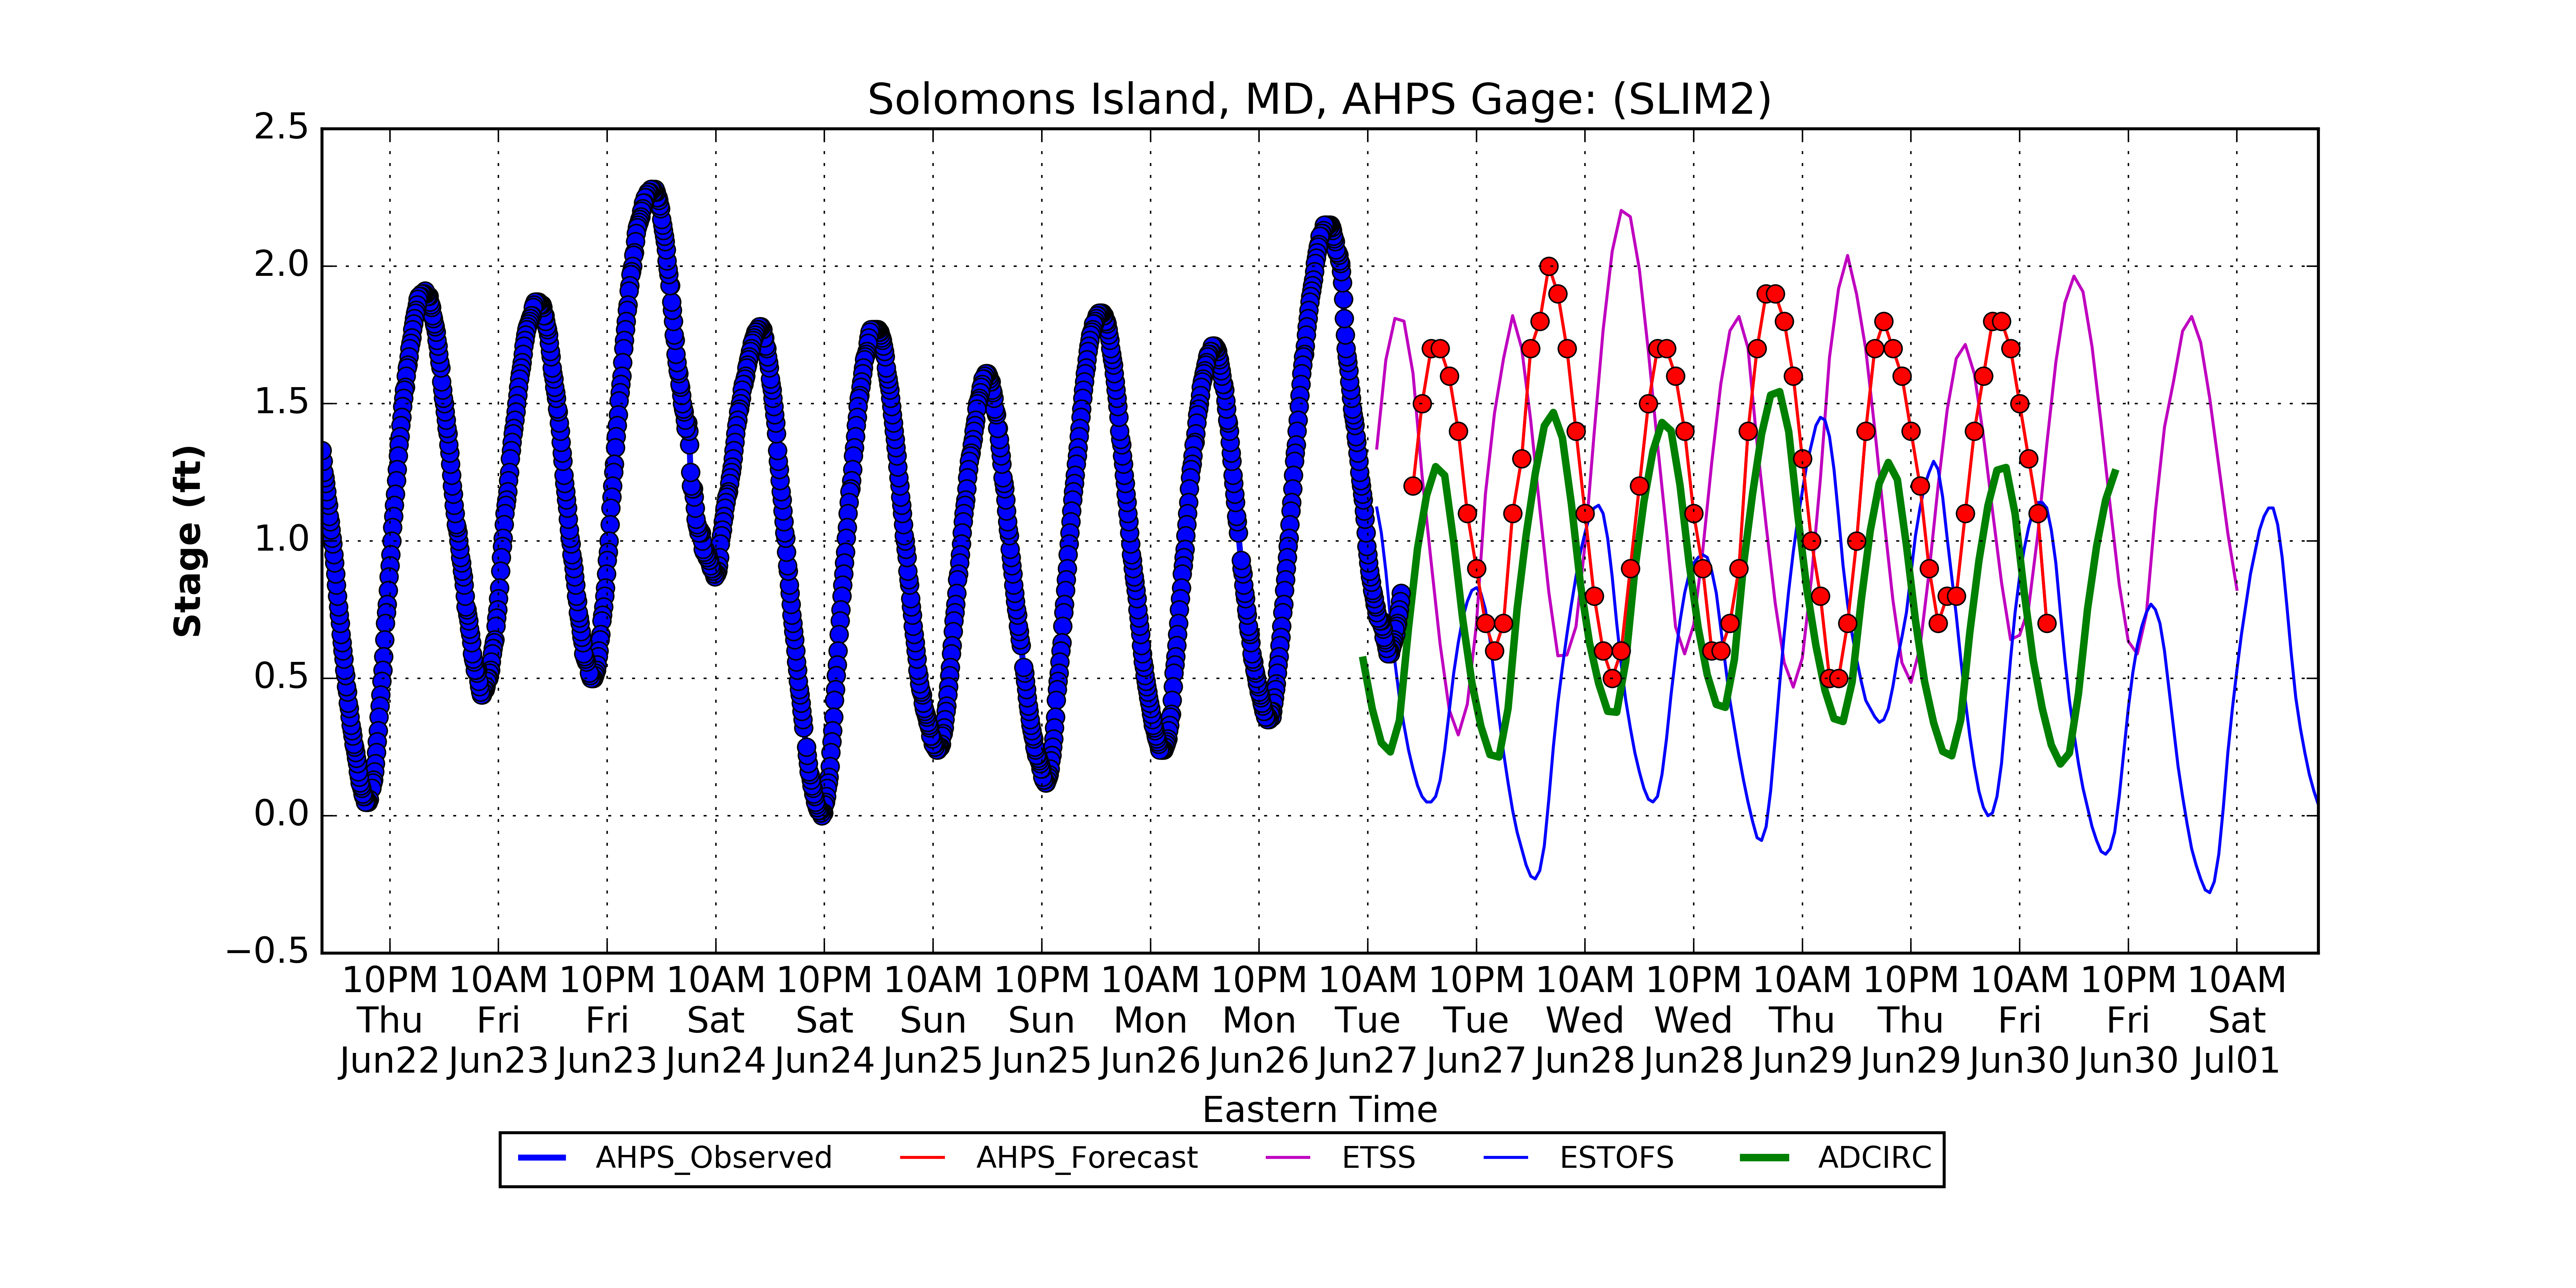 Solomons Island, MD, AHPS Gage: (SLIM2)
2.5
2.0
1.5
1.0
0.5
0.0
−0.5
Stage (ft)
10PM 10AM 10PM 10AM 10PM 10AM 10PM 10AM 10PM 10AM 10PM 10AM 10PM 10AM 10PM 10AM 10PM 10AM
Thu Fri Fri Sat Sat Sun Sun Mon Mon Tue Tue Wed Wed Thu Thu Fri Fri Sat
Jun22 Jun23 Jun23 Jun24 Jun24 Jun25 Jun25 Jun26 Jun26 Jun27 Jun27 Jun28 Jun28 Jun29 Jun29 Jun30 Jun30 Jul01
Eastern Time
AHPS_Observed AHPS_Forecast ETSS ESTOFS ADCIRC